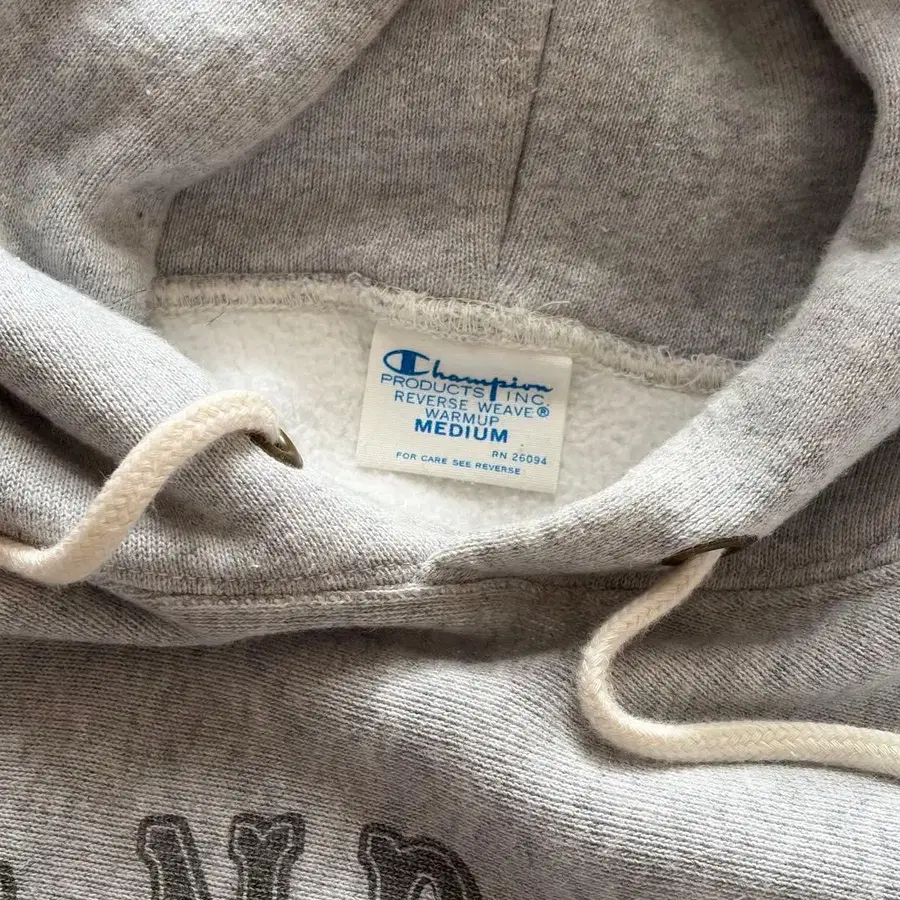 Champion
PRODUCTS INC.
REVERSE WEAVE®
WARMUP
MEDIUM
RN 26094
FOR CARE SEE REVERSE